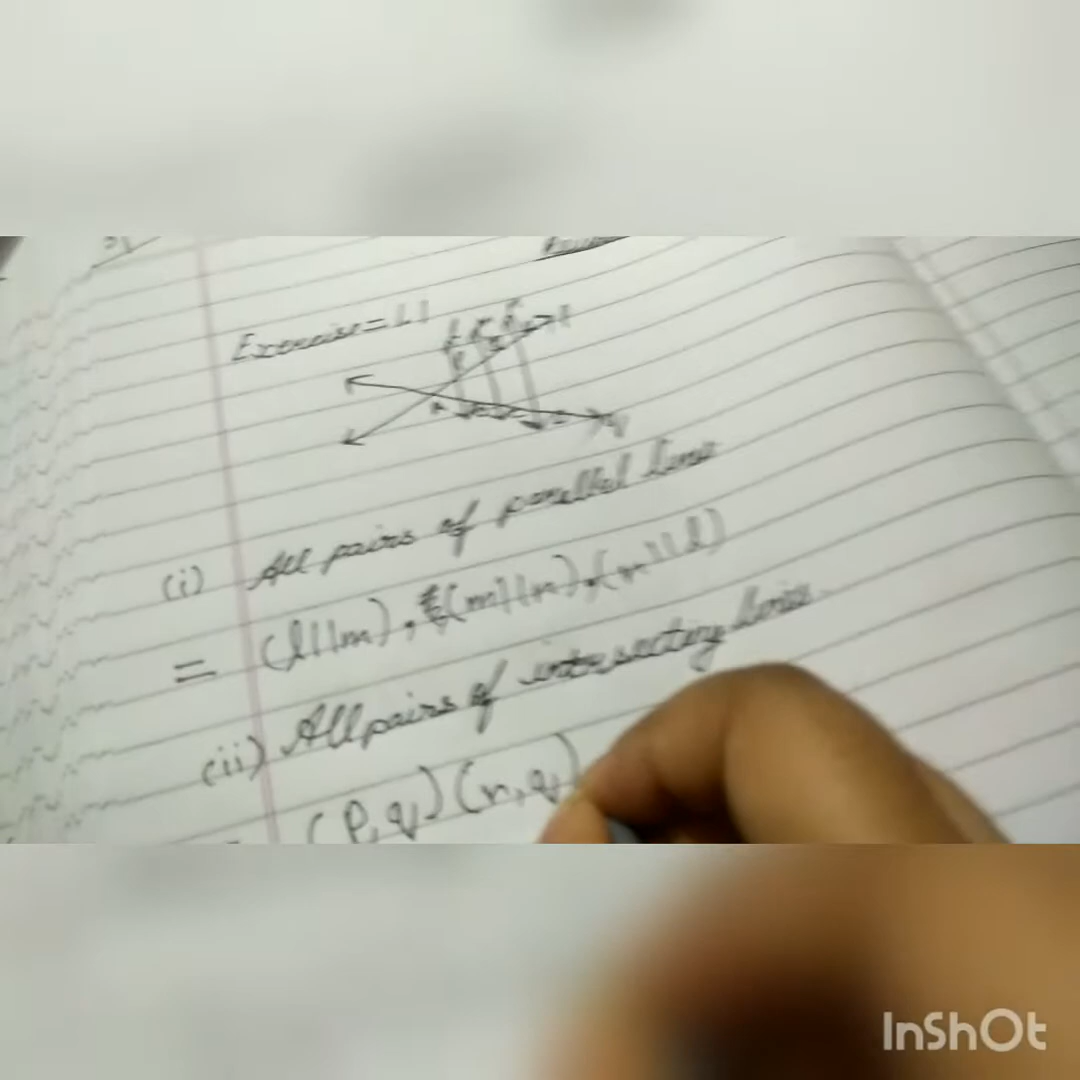 Exercise = 1.1
(i) All pairs of parallel lines
= (l||m), (m||n), (n||l)
(ii) All pairs of intersecting lines
(p,q) (n,q)
InShOt